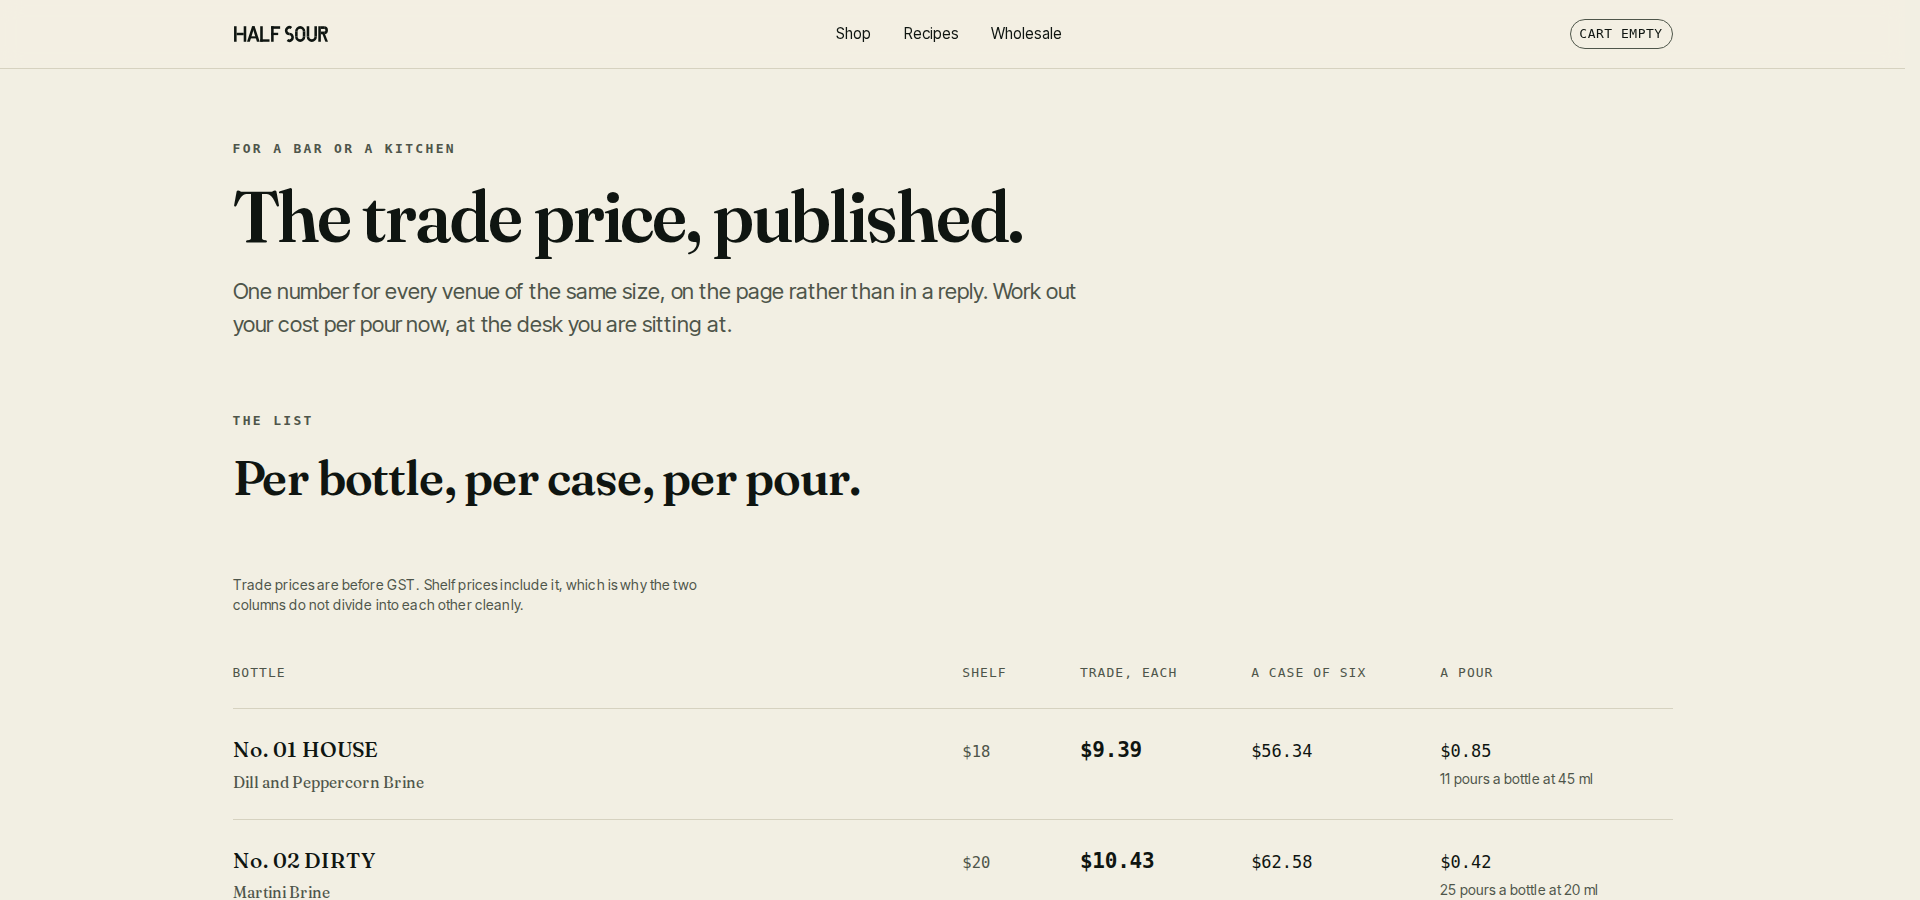 HALF SOUR
Shop
Recipes
Wholesale
CART EMPTY
FOR A BAR OR A KITCHEN
The trade price, published.
One number for every venue of the same size, on the page rather than in a reply. Work out
your cost per pour now, at the desk you are sitting at.
THE LIST
Per bottle, per case, per pour.
Trade prices are before GST. Shelf prices include it, which is why the two
columns do not divide into each other cleanly.
BOTTLE
SHELF
TRADE, EACH
A CASE OF SIX
A POUR
No. 01 HOUSE
$18
$9.39
$56.34
$0.85
Dill and Peppercorn Brine
11 pours a bottle at 45 ml
No. 02 DIRTY
$20
$10.43
$62.58
$0.42
Martini Brine
25 pours a bottle at 20 ml